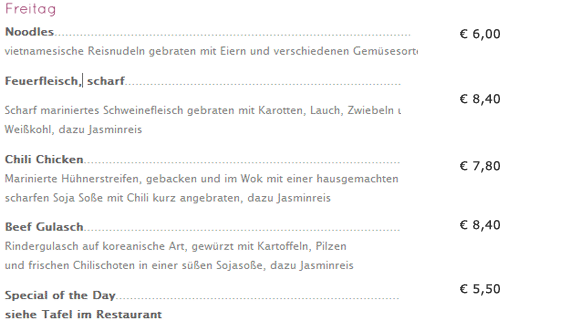 Freitag
Noodles.......................................................................................... € 6,00
vietnamesische Reisnudeln gebraten mit Eiern und verschiedenen Gemüsesorte
Feuerfleisch, scharf...................................................................... € 8,40
Scharf mariniertes Schweinefleisch gebraten mit Karotten, Lauch, Zwiebeln u
Weißkohl, dazu Jasminreis
Chili Chicken................................................................................ € 7,80
Marinierte Hühnerstreifen, gebacken und im Wok mit einer hausgemachten
scharfen Soja Soße mit Chili kurz angebraten, dazu Jasminreis
Beef Gulasch................................................................................ € 8,40
Rindergulasch auf koreanische Art, gewürzt mit Kartoffeln, Pilzen
und frischen Chilischoten in einer süßen Sojasoße, dazu Jasminreis
Special of the Day....................................................................... € 5,50
siehe Tafel im Restaurant